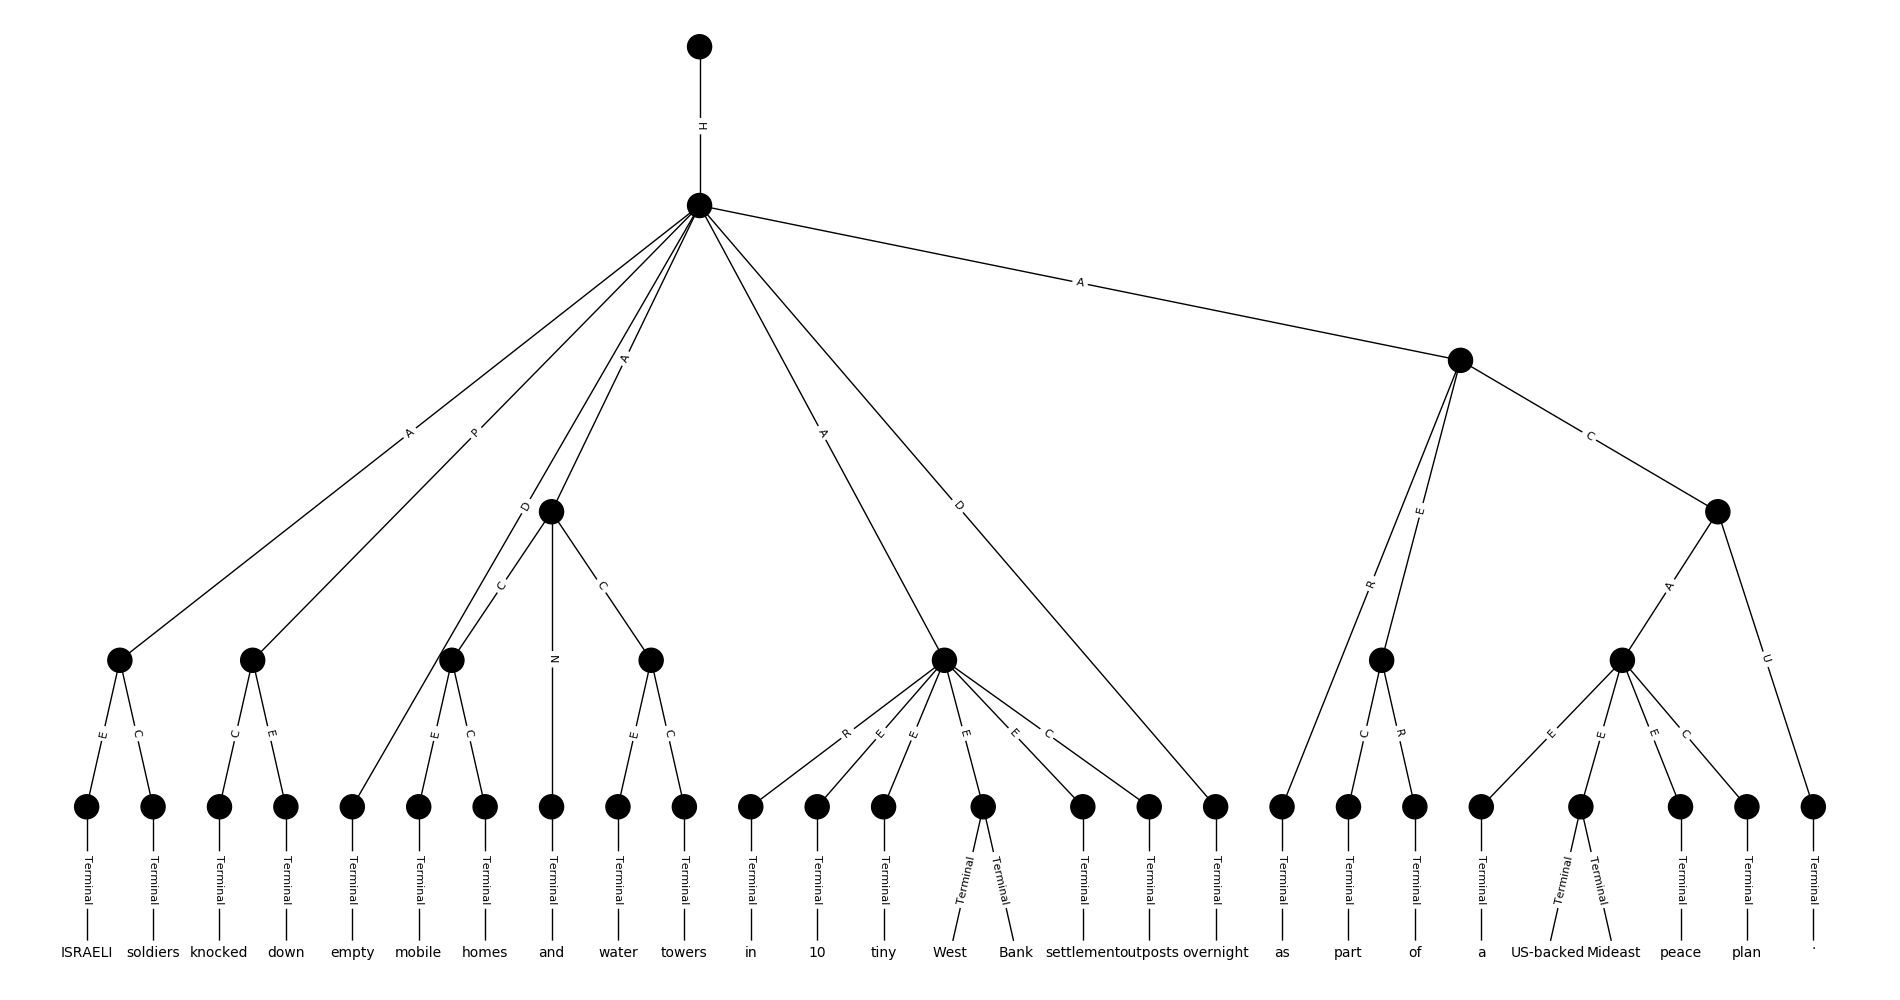 H
A
A
P
A
A
C
D
D
E
C
C
R
A
N
U
E
C
C
E
E
C
E
C
R
E
E
E
E
C
C
R
E
E
E
C
Terminal Terminal Terminal Terminal Terminal Terminal Terminal Terminal Terminal Terminal Terminal Terminal Terminal Terminal Terminal Terminal Terminal Terminal Terminal Terminal Terminal Terminal Terminal Terminal Terminal Terminal Terminal
ISRAELI soldiers knocked down empty mobile homes and water towers in 10 tiny West Bank settlement outposts overnight as part of a US-backed Mideast peace plan .